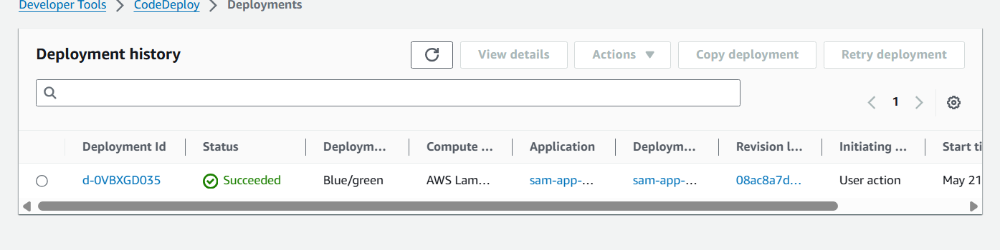 Developer Tools > CodeDeploy > Deployments
Deployment history
View details
Actions
Copy deployment
Retry deployment
1
Deployment Id Status Deploym... Compute ... Application Deploym... Revision l... Initiating ... Start ti
d-0VBXGD035 Succeeded Blue/green AWS Lam... sam-app-... sam-app-... 08ac8a7d... User action May 21